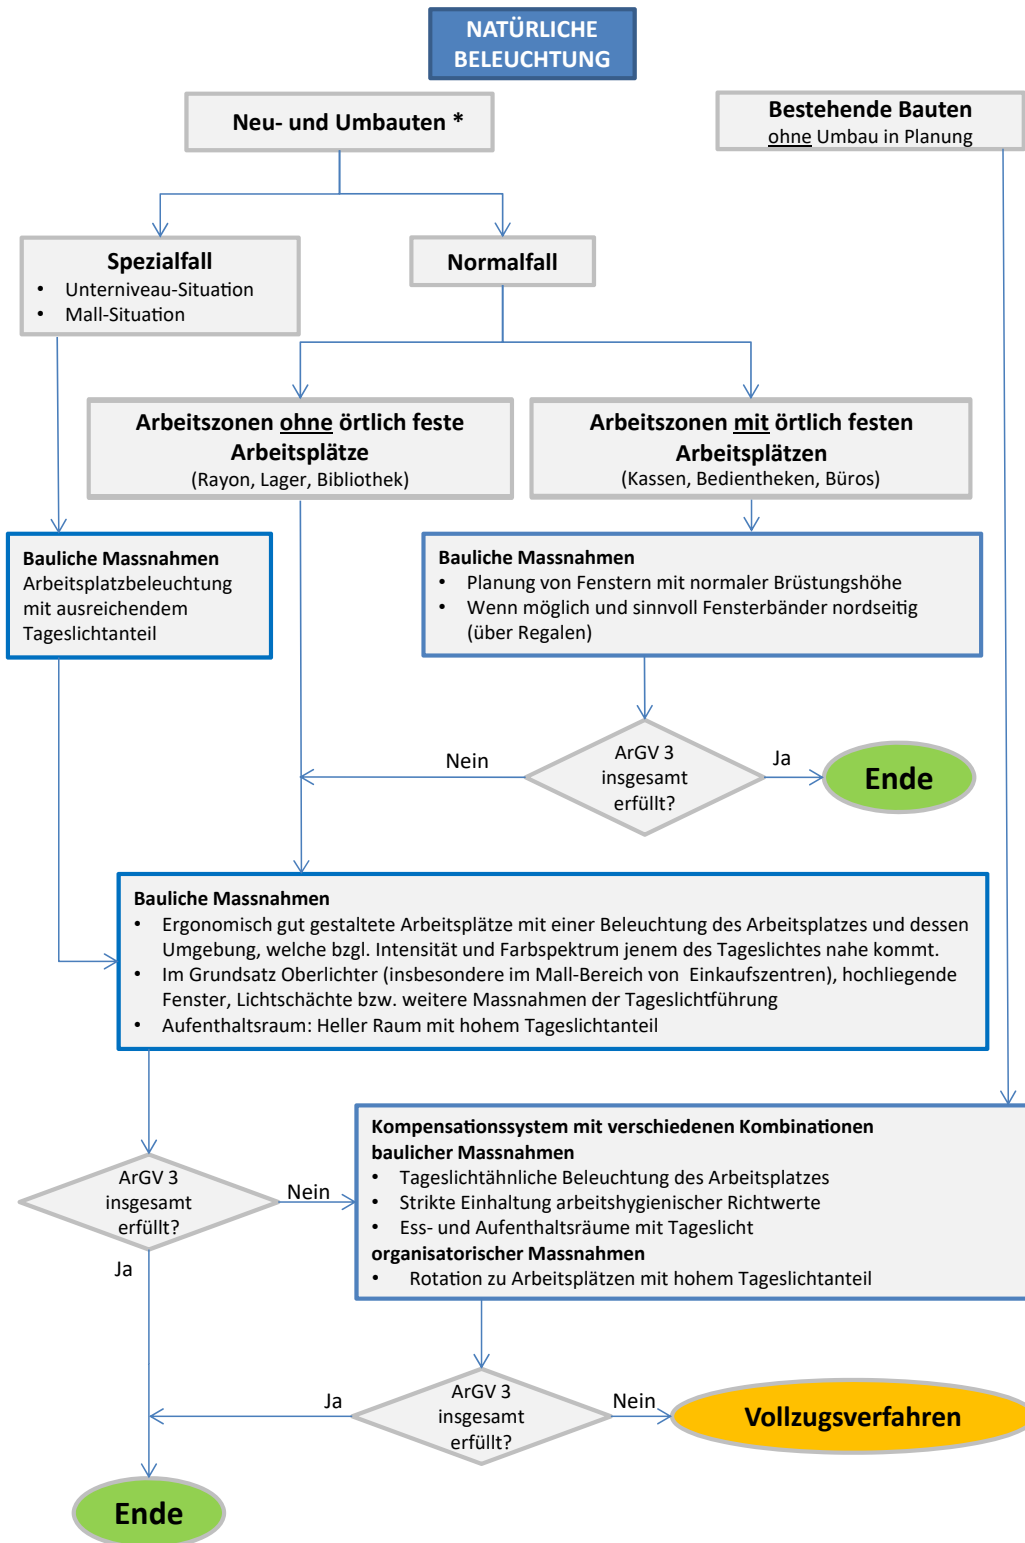 NATÜRLICHE
BELEUCHTUNG
Neu- und Umbauten *
Bestehende Bauten
ohne Umbau in Planung
Spezialfall
• Unterniveau-Situation
• Mall-Situation
Normalfall
Arbeitszonen ohne örtlich feste
Arbeitsplätze
(Rayon, Lager, Bibliothek)
Arbeitszonen mit örtlich festen
Arbeitsplätzen
(Kassen, Bedientheken, Büros)
Bauliche Massnahmen
Arbeitsplatzbeleuchtung
mit ausreichendem
Tageslichtanteil
Bauliche Massnahmen
• Planung von Fenstern mit normaler Brüstungshöhe
• Wenn möglich und sinnvoll Fensterbänder nordseitig
(über Regalen)
ArGV 3
insgesamt
erfüllt?
Nein
Ja
Ende
Bauliche Massnahmen
• Ergonomisch gut gestaltete Arbeitsplätze mit einer Beleuchtung des Arbeitsplatzes und dessen
Umgebung, welche bzgl. Intensität und Farbspektrum jenem des Tageslichtes nahe kommt.
• Im Grundsatz Oberlichter (insbesondere im Mall-Bereich von Einkaufszentren), hochliegende
Fenster, Lichtschächte bzw. weitere Massnahmen der Tageslichtführung
• Aufenthaltsraum: Heller Raum mit hohem Tageslichtanteil
ArGV 3
insgesamt
erfüllt?
Nein
Ja
Kompensationssystem mit verschiedenen Kombinationen
baulicher Massnahmen
• Tageslichtähnliche Beleuchtung des Arbeitsplatzes
• Strikte Einhaltung arbeitshygienischer Richtwerte
• Ess- und Aufenthaltsräume mit Tageslicht
organisatorischer Massnahmen
• Rotation zu Arbeitsplätzen mit hohem Tageslichtanteil
ArGV 3
insgesamt
erfüllt?
Ja
Nein
Vollzugsverfahren
Ende